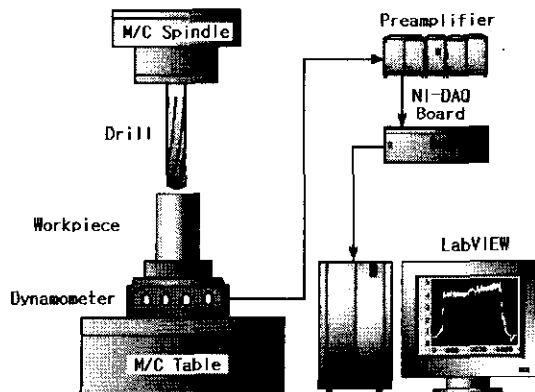 M/C Spindle
Preamplifier
Drill
NI-DAQ
Board
Workpiece
LabVIEW
Dynamometer
M/C Table